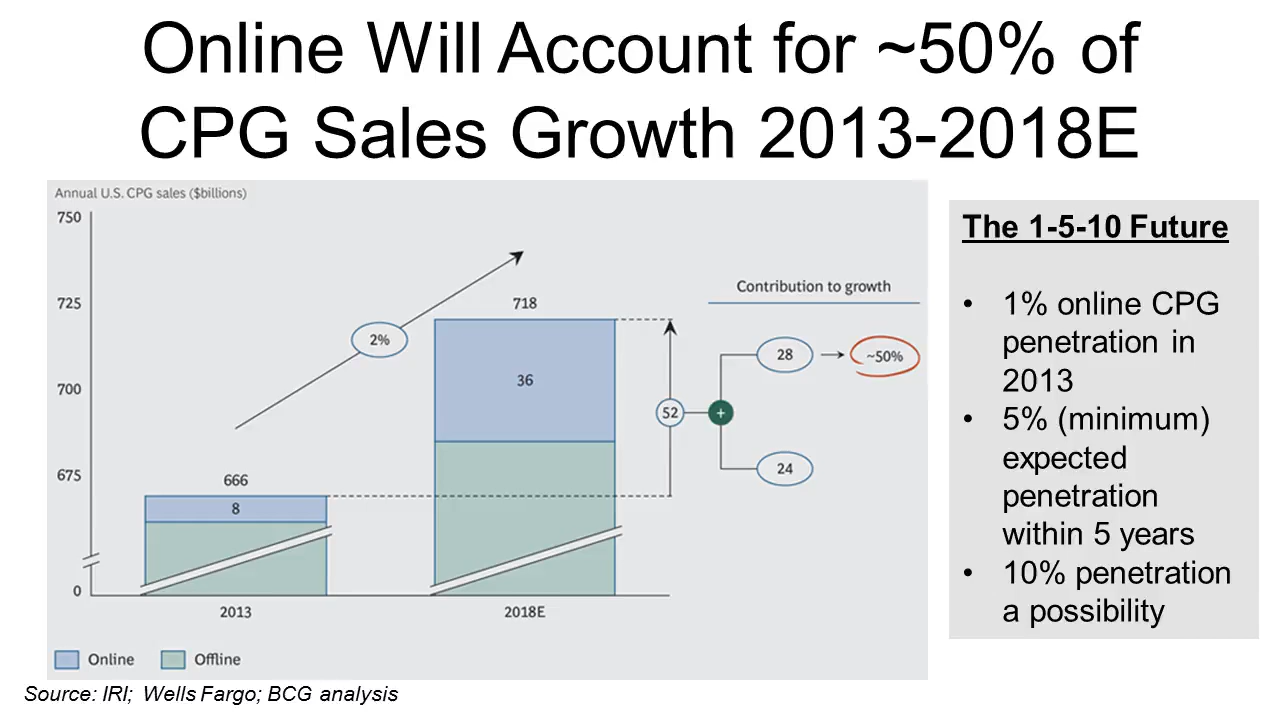 Online Will Account for ~50% of
CPG Sales Growth 2013-2018E
Annual U.S. CPG sales ($billions)
750
725
700
675
0
2%
666
8
2013
718
36
2018E
52
+
Contribution to growth
28
~50%
24
Online
Offline
The 1-5-10 Future
• 1% online CPG
penetration in
2013
• 5% (minimum)
expected
penetration
within 5 years
• 10% penetration
a possibility
Source: IRI; Wells Fargo; BCG analysis